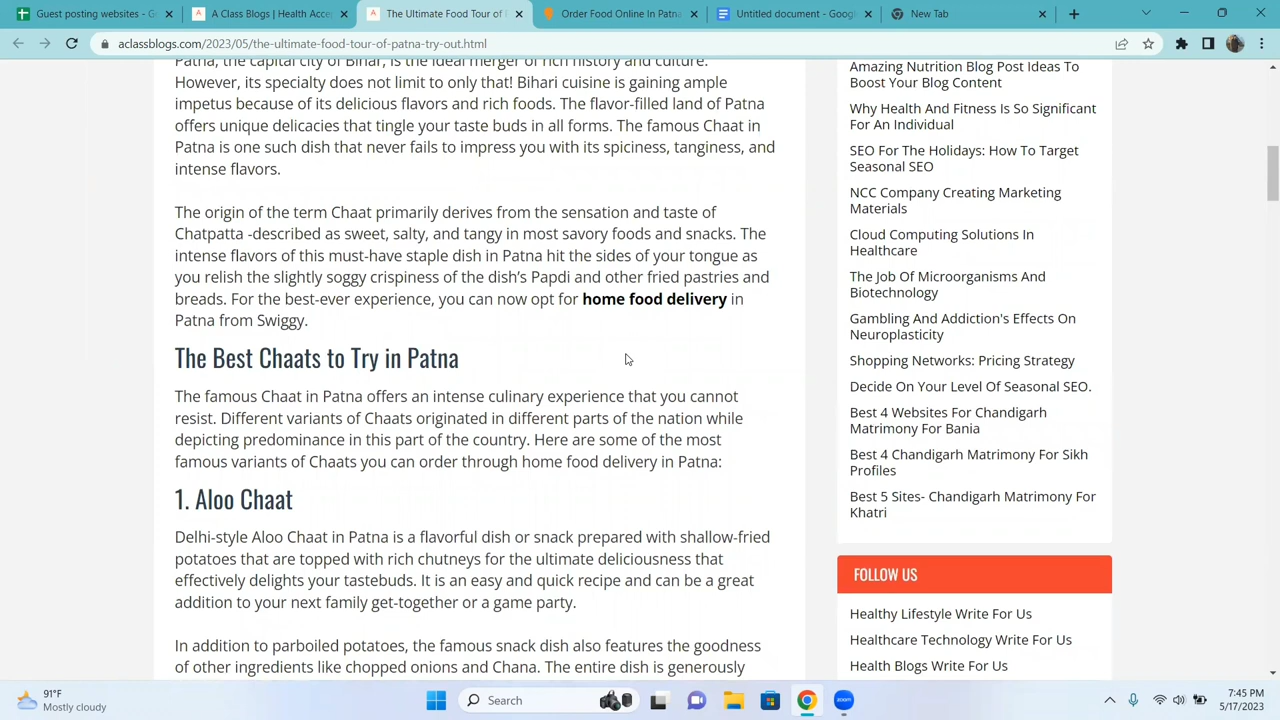 Guest posting websites - G
A Class Blogs | Health Acce
The Ultimate Food Tour of P
Order Food Online In Patna
Untitled document - Google
New Tab
aclassblogs.com/2023/05/the-ultimate-food-tour-of-patna-try-out.html
Patna, the capital city of Bihar, is the ideal merger of rich history and culture.
However, its specialty does not limit to only that! Bihari cuisine is gaining ample
impetus because of its delicious flavors and rich foods. The flavor-filled land of Patna
offers unique delicacies that tingle your taste buds in all forms. The famous Chaat in
Patna is one such dish that never fails to impress you with its spiciness, tanginess, and
intense flavors.
The origin of the term Chaat primarily derives from the sensation and taste of
Chatpatta -described as sweet, salty, and tangy in most savory foods and snacks. The
intense flavors of this must-have staple dish in Patna hit the sides of your tongue as
you relish the slightly soggy crispiness of the dish's Papdi and other fried pastries and
breads. For the best-ever experience, you can now opt for home food delivery in
Patna from Swiggy.
The Best Chaats to Try in Patna
The famous Chaat in Patna offers an intense culinary experience that you cannot
resist. Different variants of Chaats originated in different parts of the nation while
depicting predominance in this part of the country. Here are some of the most
famous variants of Chaats you can order through home food delivery in Patna:
1. Aloo Chaat
Delhi-style Aloo Chaat in Patna is a flavorful dish or snack prepared with shallow-fried
potatoes that are topped with rich chutneys for the ultimate deliciousness that
effectively delights your tastebuds. It is an easy and quick recipe and can be a great
addition to your next family get-together or a game party.
In addition to parboiled potatoes, the famous snack dish also features the goodness
of other ingredients like chopped onions and Chana. The entire dish is generously
Amazing Nutrition Blog Post Ideas To
Boost Your Blog Content
Why Health And Fitness Is So Significant
For An Individual
SEO For The Holidays: How To Target
Seasonal SEO
NCC Company Creating Marketing
Materials
Cloud Computing Solutions In
Healthcare
The Job Of Microorganisms And
Biotechnology
Gambling And Addiction's Effects On
Neuroplasticity
Shopping Networks: Pricing Strategy
Decide On Your Level Of Seasonal SEO.
Best 4 Websites For Chandigarh
Matrimony For Bania
Best 4 Chandigarh Matrimony For Sikh
Profiles
Best 5 Sites- Chandigarh Matrimony For
Khatri
FOLLOW US
Healthy Lifestyle Write For Us
Healthcare Technology Write For Us
Health Blogs Write For Us
91°F
Mostly cloudy
Search
zoom
7:45 PM
5/17/2023